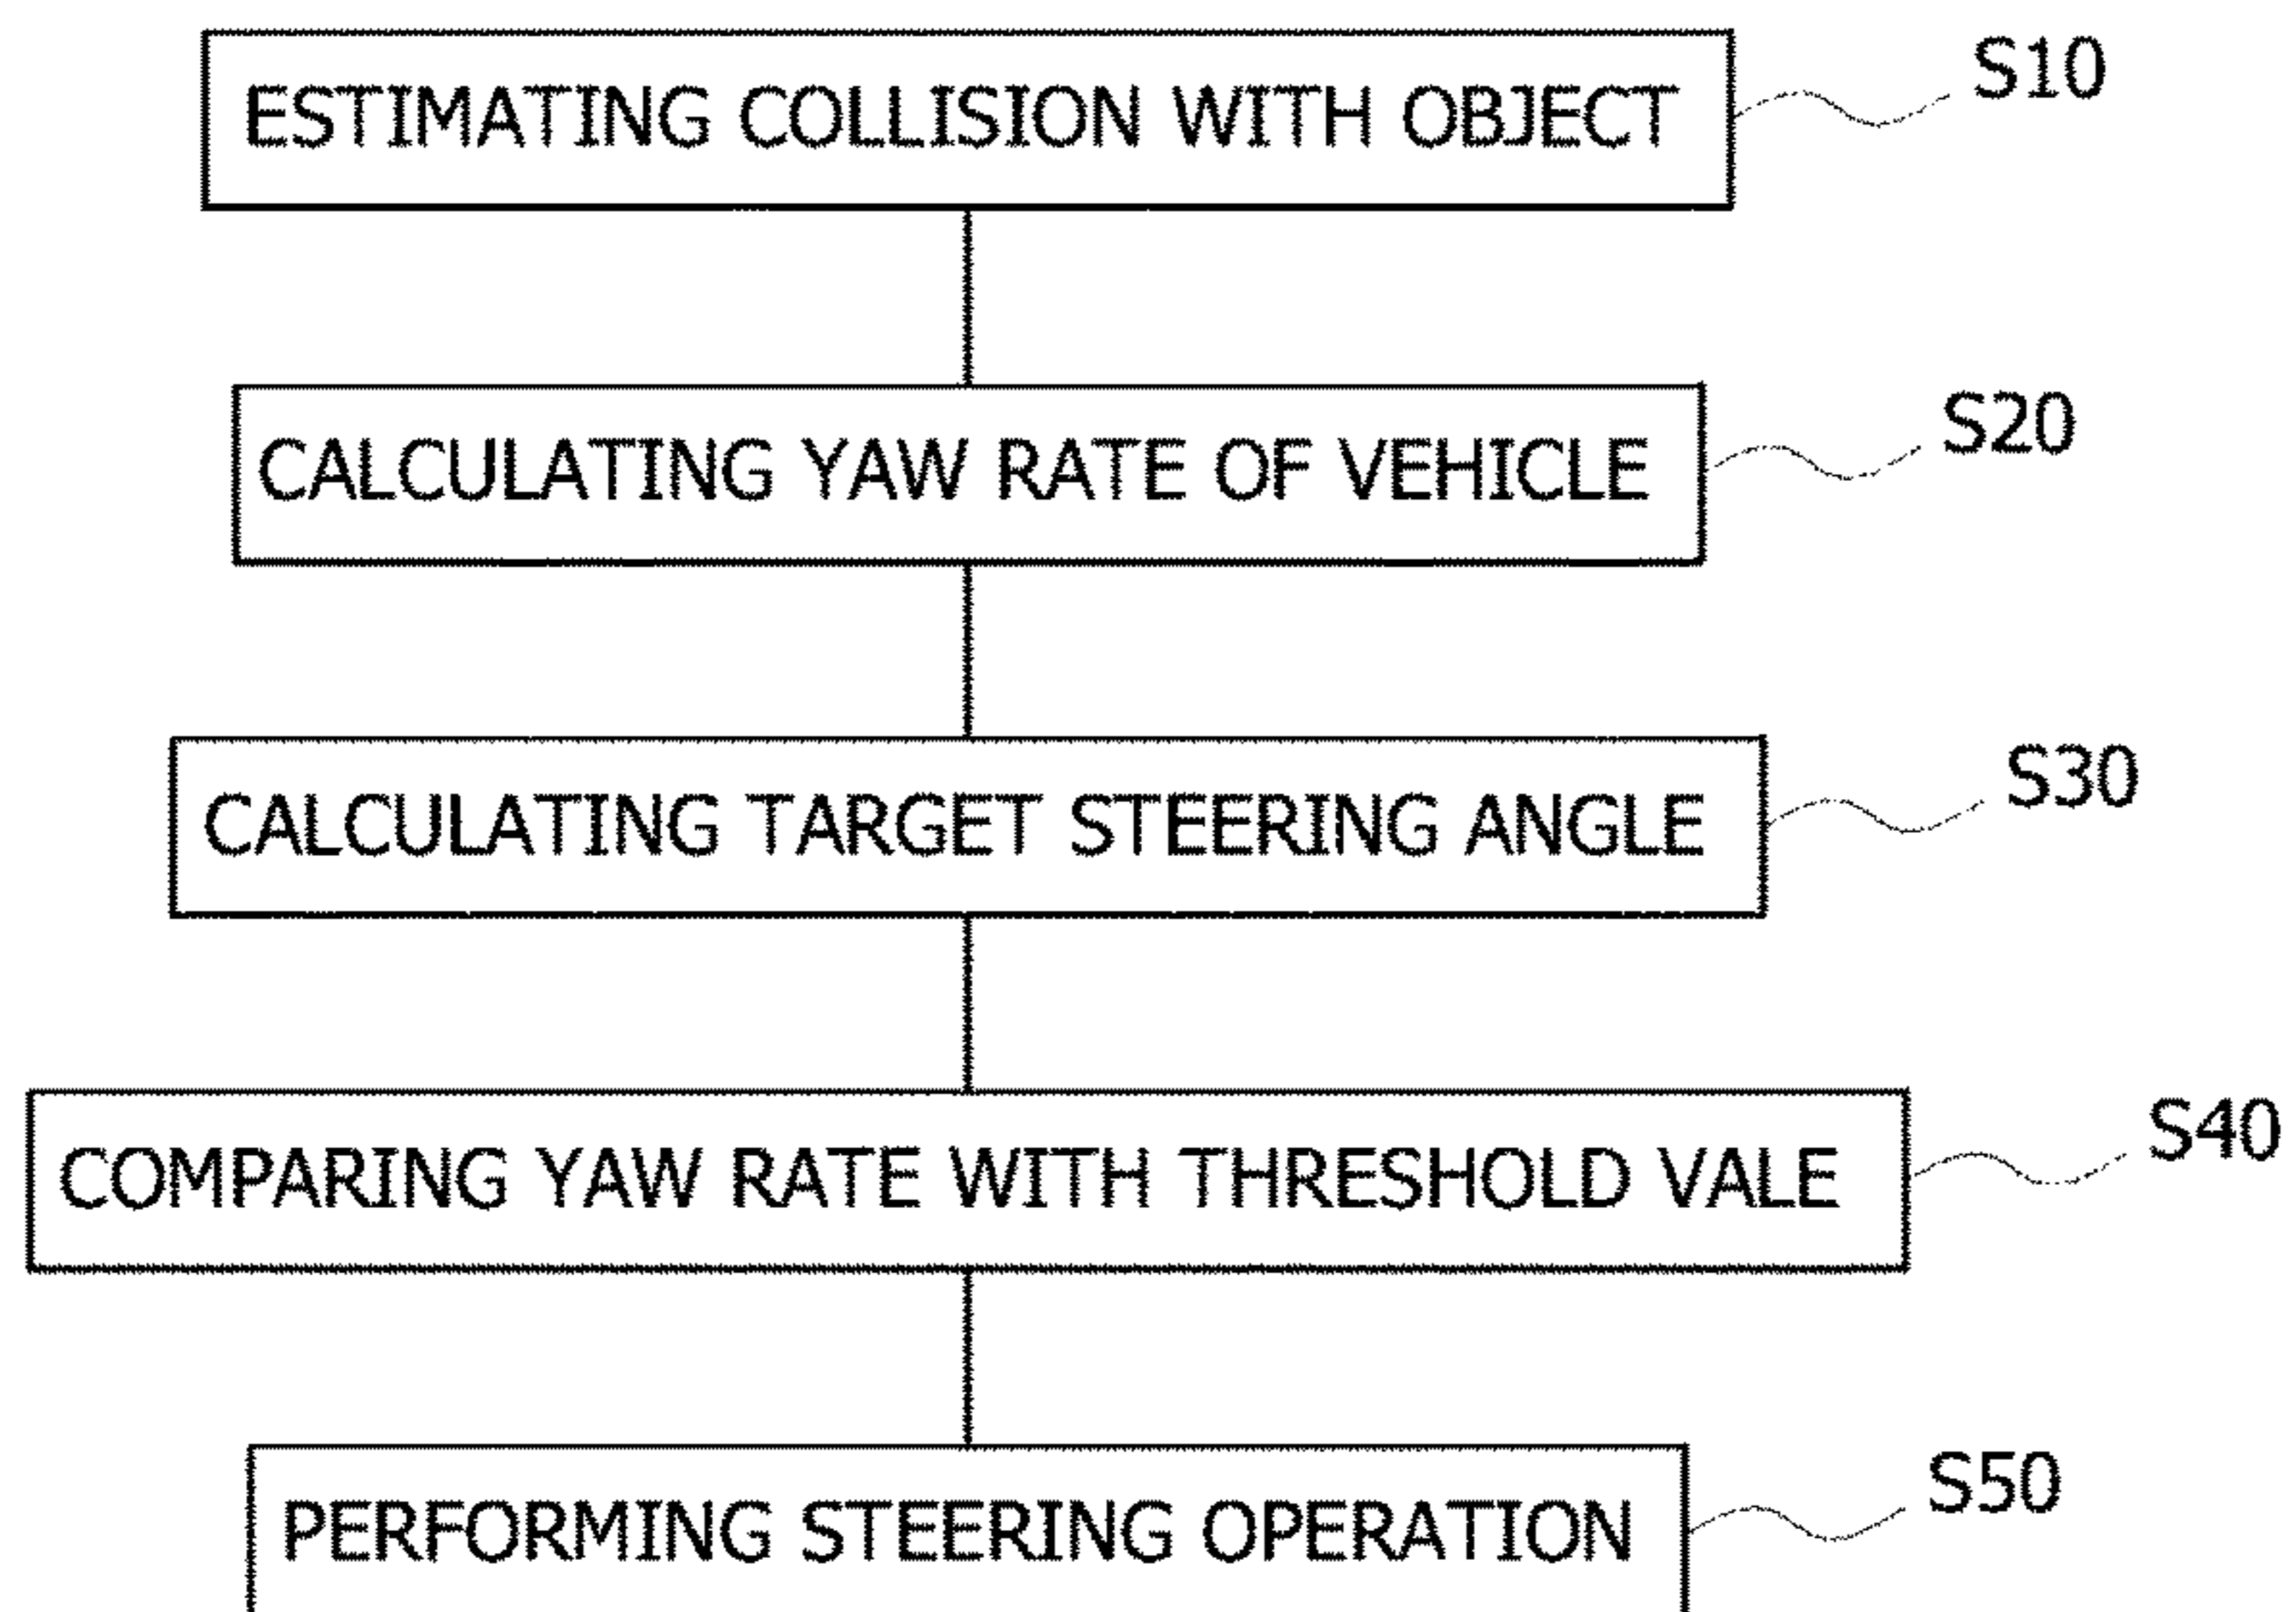 ESTIMATING COLLISION WITH OBJECT S10
CALCULATING YAW RATE OF VEHICLE S20
CALCULATING TARGET STEERING ANGLE S30
COMPARING YAW RATE WITH THRESHOLD VALE S40
PERFORMING STEERING OPERATION S50